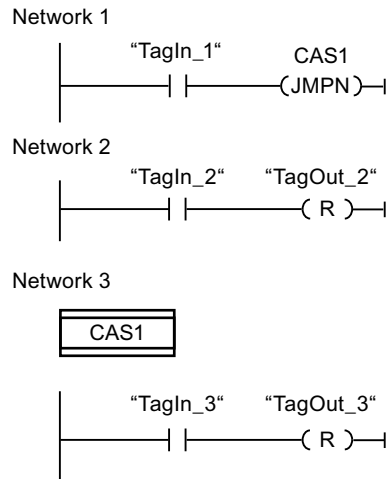 Network 1
“TagIn_1“ CAS1
(JMPN)
Network 2
“TagIn_2“ “TagOut_2“
( R )
Network 3
CAS1
“TagIn_3“ “TagOut_3“
( R )